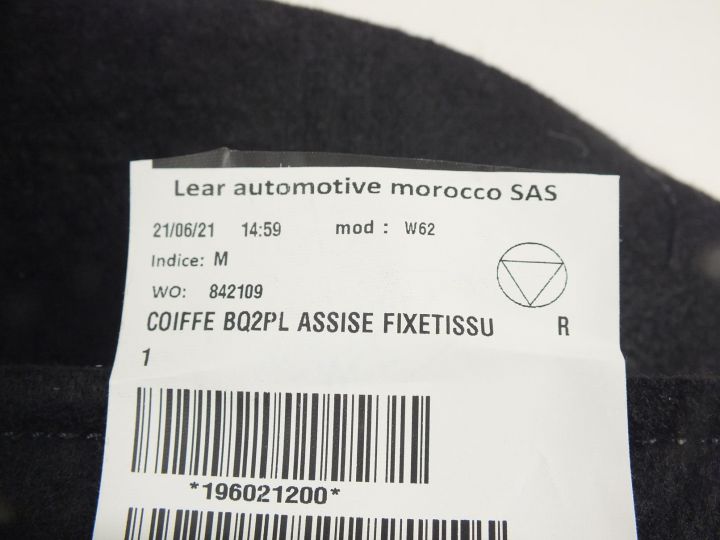 Lear automotive morocco SAS
21/06/21 14:59 mod : W62
Indice: M
WO: 842109
COIFFE BQ2PL ASSISE FIXETISSU R
1
*196021200*